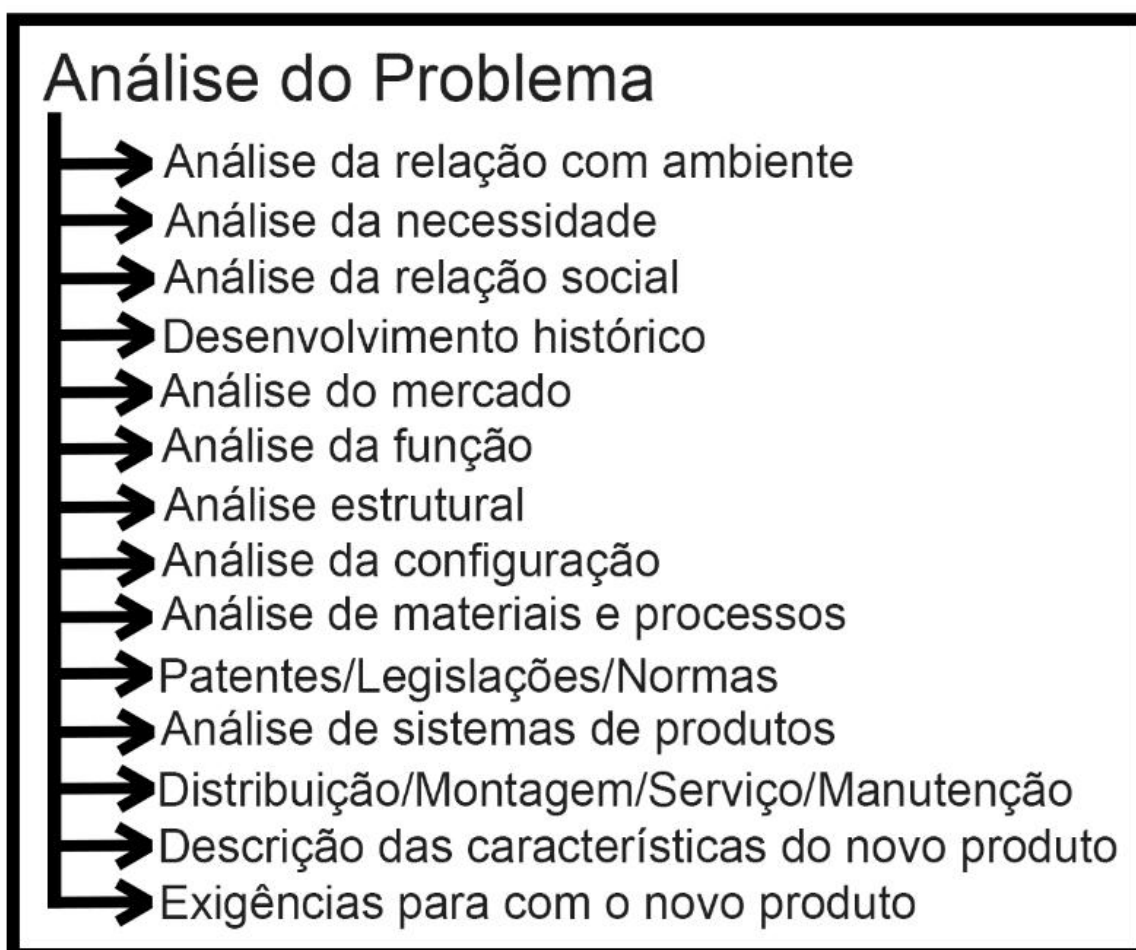 Análise do Problema
Análise da relação com ambiente
Análise da necessidade
Análise da relação social
Desenvolvimento histórico
Análise do mercado
Análise da função
Análise estrutural
Análise da configuração
Análise de materiais e processos
Patentes/Legislações/Normas
Análise de sistemas de produtos
Distribuição/Montagem/Serviço/Manutenção
Descrição das características do novo produto
Exigências para com o novo produto